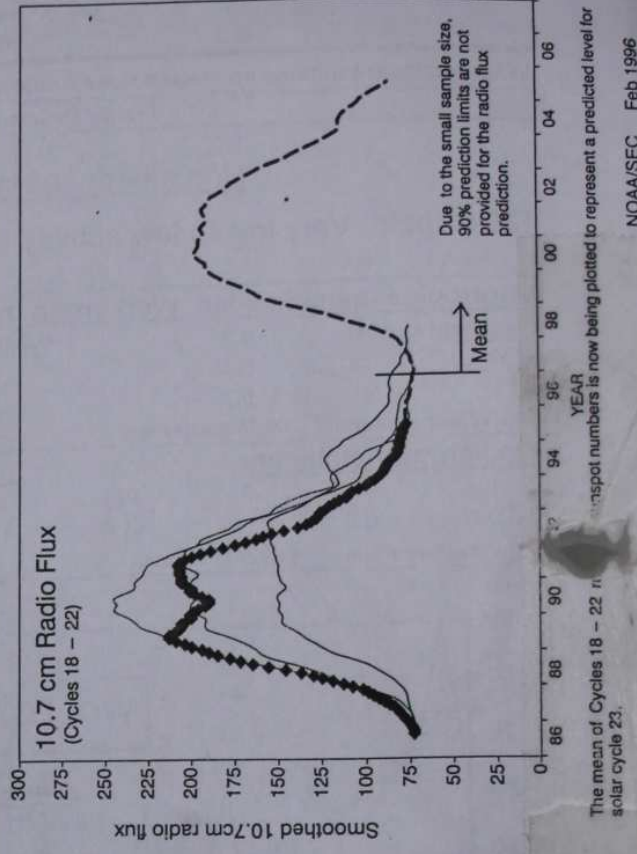 10.7 cm Radio Flux
(Cycles 18 – 22)
Smoothed 10.7cm radio flux
300
275
250
225
200
175
150
125
100
75
50
25
0
Due to the small sample size,
90% prediction limits are not
provided for the radio flux
prediction.
Mean
86 88 90 94 96 98 00 02 04 06
YEAR
The mean of Cycles 18 – 22 numbers is now being plotted to represent a predicted level for
solar cycle 23.
NOAA/SEC Feb 1996